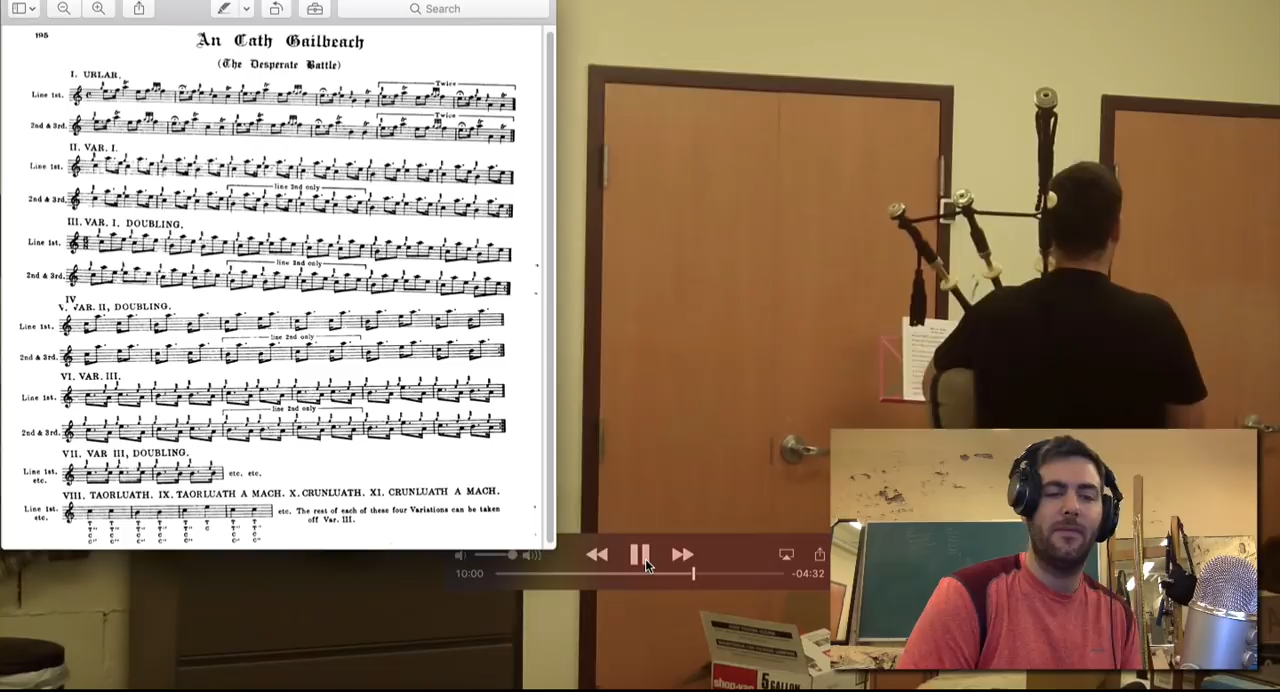 Search
195
An Cath Gailbeach
(The Desperate Battle)
I. URLAR.
Twice
Line 1st.
Twice
2nd & 3rd.
II. VAR. I.
Line 1st.
line 2nd only
2nd & 3rd.
III. VAR. I. DOUBLING.
Line 1st.
line 2nd only
2nd & 3rd.
IV
V. VAR. II, DOUBLING.
Line 1st.
line 2nd only
2nd & 3rd.
VI. VAR. III.
Line 1st.
line 2nd only
2nd & 3rd.
VII. VAR III, DOUBLING.
Line 1st.
etc.
etc. etc.
VIII. TAORLUATH. IX. TAORLUATH A MACH. X. CRUNLUATH. XI. CRUNLUATH A MACH.
Line 1st.
etc.
etc. The rest of each of these four Variations can be taken
off Var. III.
10:00
-04:32
shop-vac
5 GALLON